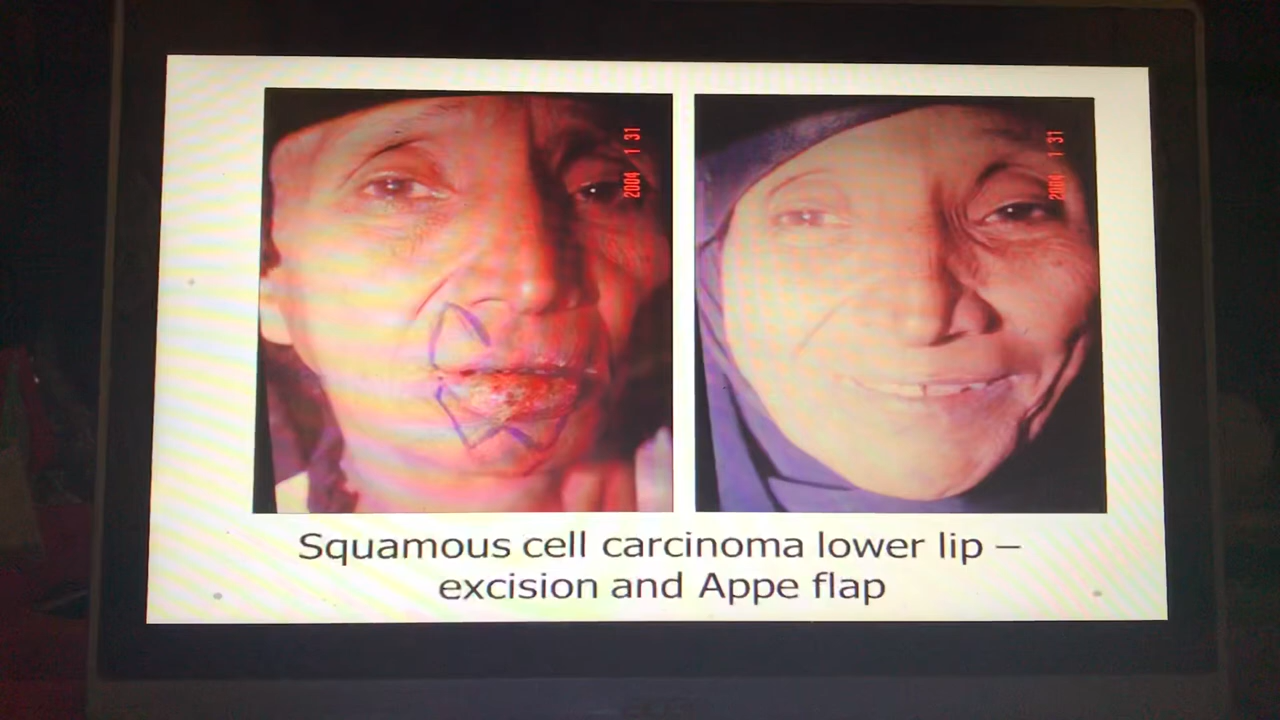 2004 1 31
2004 1 31
Squamous cell carcinoma lower lip –
excision and Appe flap